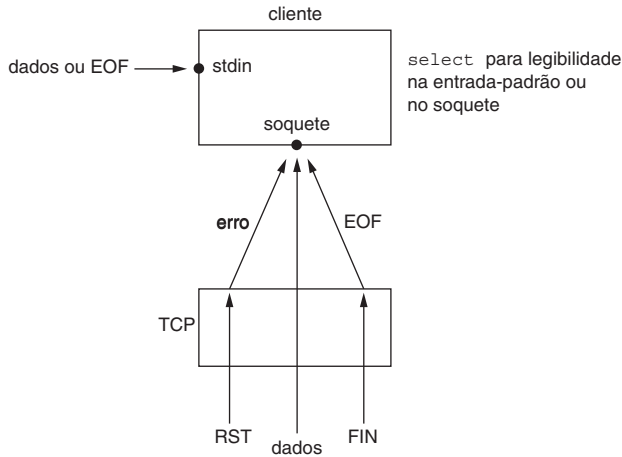 cliente
dados ou EOF
stdin
select para legibilidade
na entrada-padrão ou
no soquete
soquete
erro
EOF
TCP
RST
dados
FIN